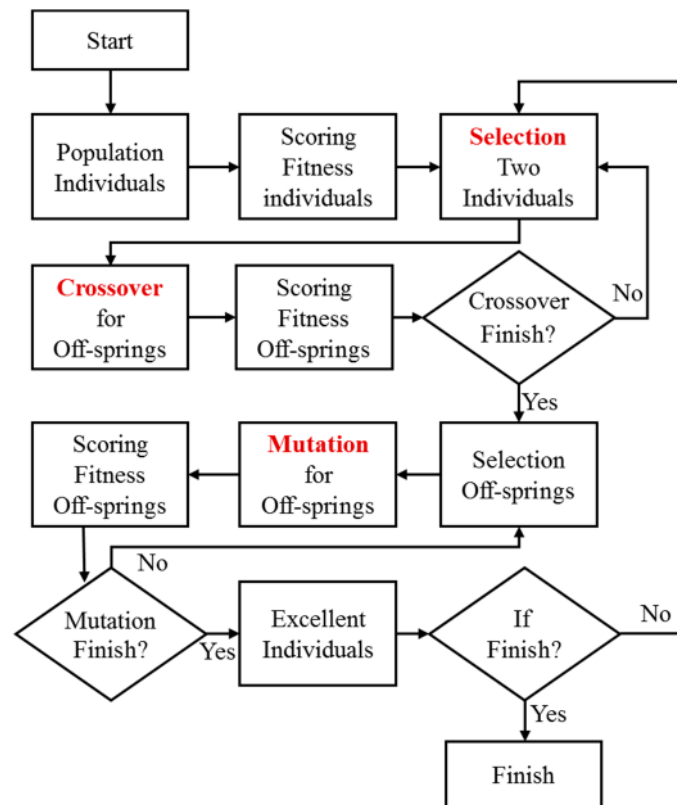 Start
Population
Individuals
Scoring
Fitness
individuals
Selection
Two
Individuals
Crossover
for
Off-springs
Scoring
Fitness
Off-springs
Crossover
Finish?
No
Yes
Scoring
Fitness
Off-springs
Mutation
for
Off-springs
Selection
Off-springs
No
Mutation
Finish?
Yes
Excellent
Individuals
If
Finish?
No
Yes
Finish